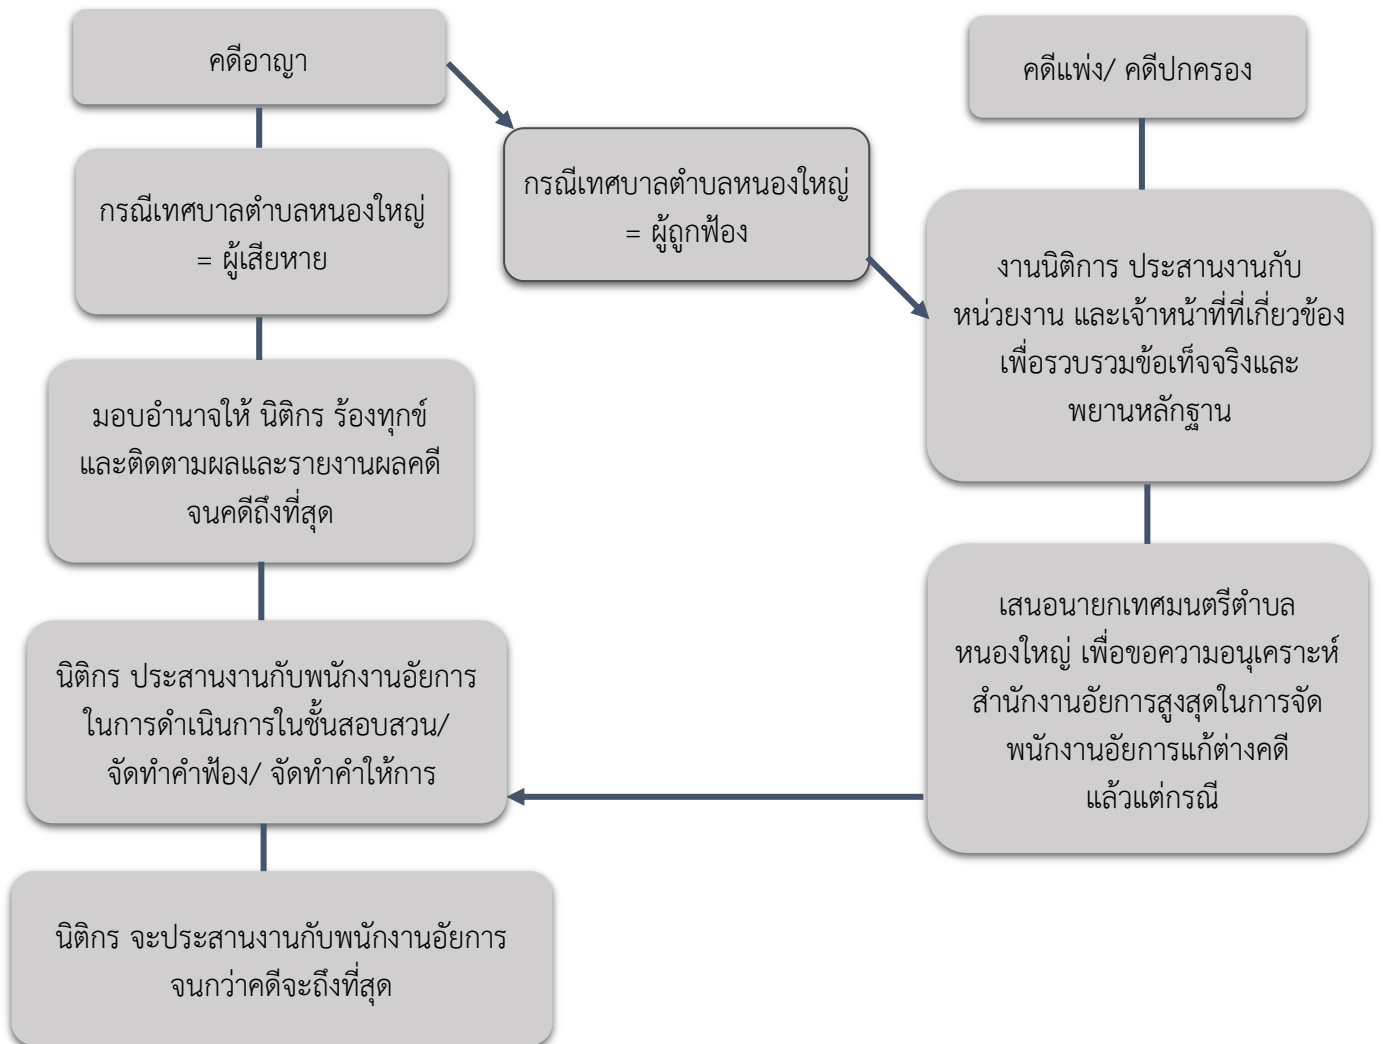 คดีอาญา
กรณีเทศบาลตำบลหนองใหญ่
= ผู้เสียหาย
มอบอำนาจให้ นิติกร ร้องทุกข์
และติดตามผลและรายงานผลคดี
จนคดีถึงที่สุด
นิติกร ประสานงานกับพนักงานอัยการ
ในการดำเนินการในชั้นสอบสวน/
จัดทำคำฟ้อง/ จัดทำคำให้การ
นิติกร จะประสานงานกับพนักงานอัยการ
จนกว่าคดีจะถึงที่สุด
กรณีเทศบาลตำบลหนองใหญ่
= ผู้ถูกฟ้อง
คดีแพ่ง/ คดีปกครอง
งานนิติการ ประสานงานกับ
หน่วยงาน และเจ้าหน้าที่ที่เกี่ยวข้อง
เพื่อรวบรวมข้อเท็จจริงและ
พยานหลักฐาน
เสนอนายกเทศมนตรีตำบล
หนองใหญ่ เพื่อขอความอนุเคราะห์
สำนักงานอัยการสูงสุดในการจัด
พนักงานอัยการแก้ต่างคดี
แล้วแต่กรณี